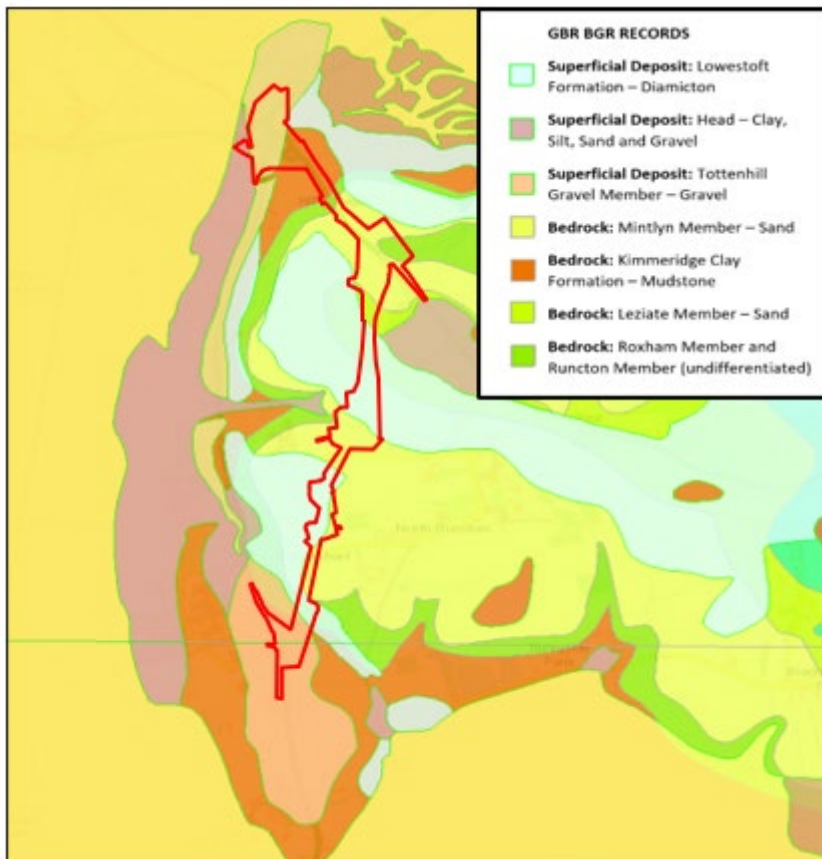 GBR BGR RECORDS
Superficial Deposit: Lowestoft
Formation – Diamicton
Superficial Deposit: Head – Clay,
Silt, Sand and Gravel
Superficial Deposit: Tottenhill
Gravel Member – Gravel
Bedrock: Mintlyn Member – Sand
Bedrock: Kimmeridge Clay
Formation – Mudstone
Bedrock: Leziate Member – Sand
Bedrock: Roxham Member and
Runcton Member (undifferentiated)
North Runcton